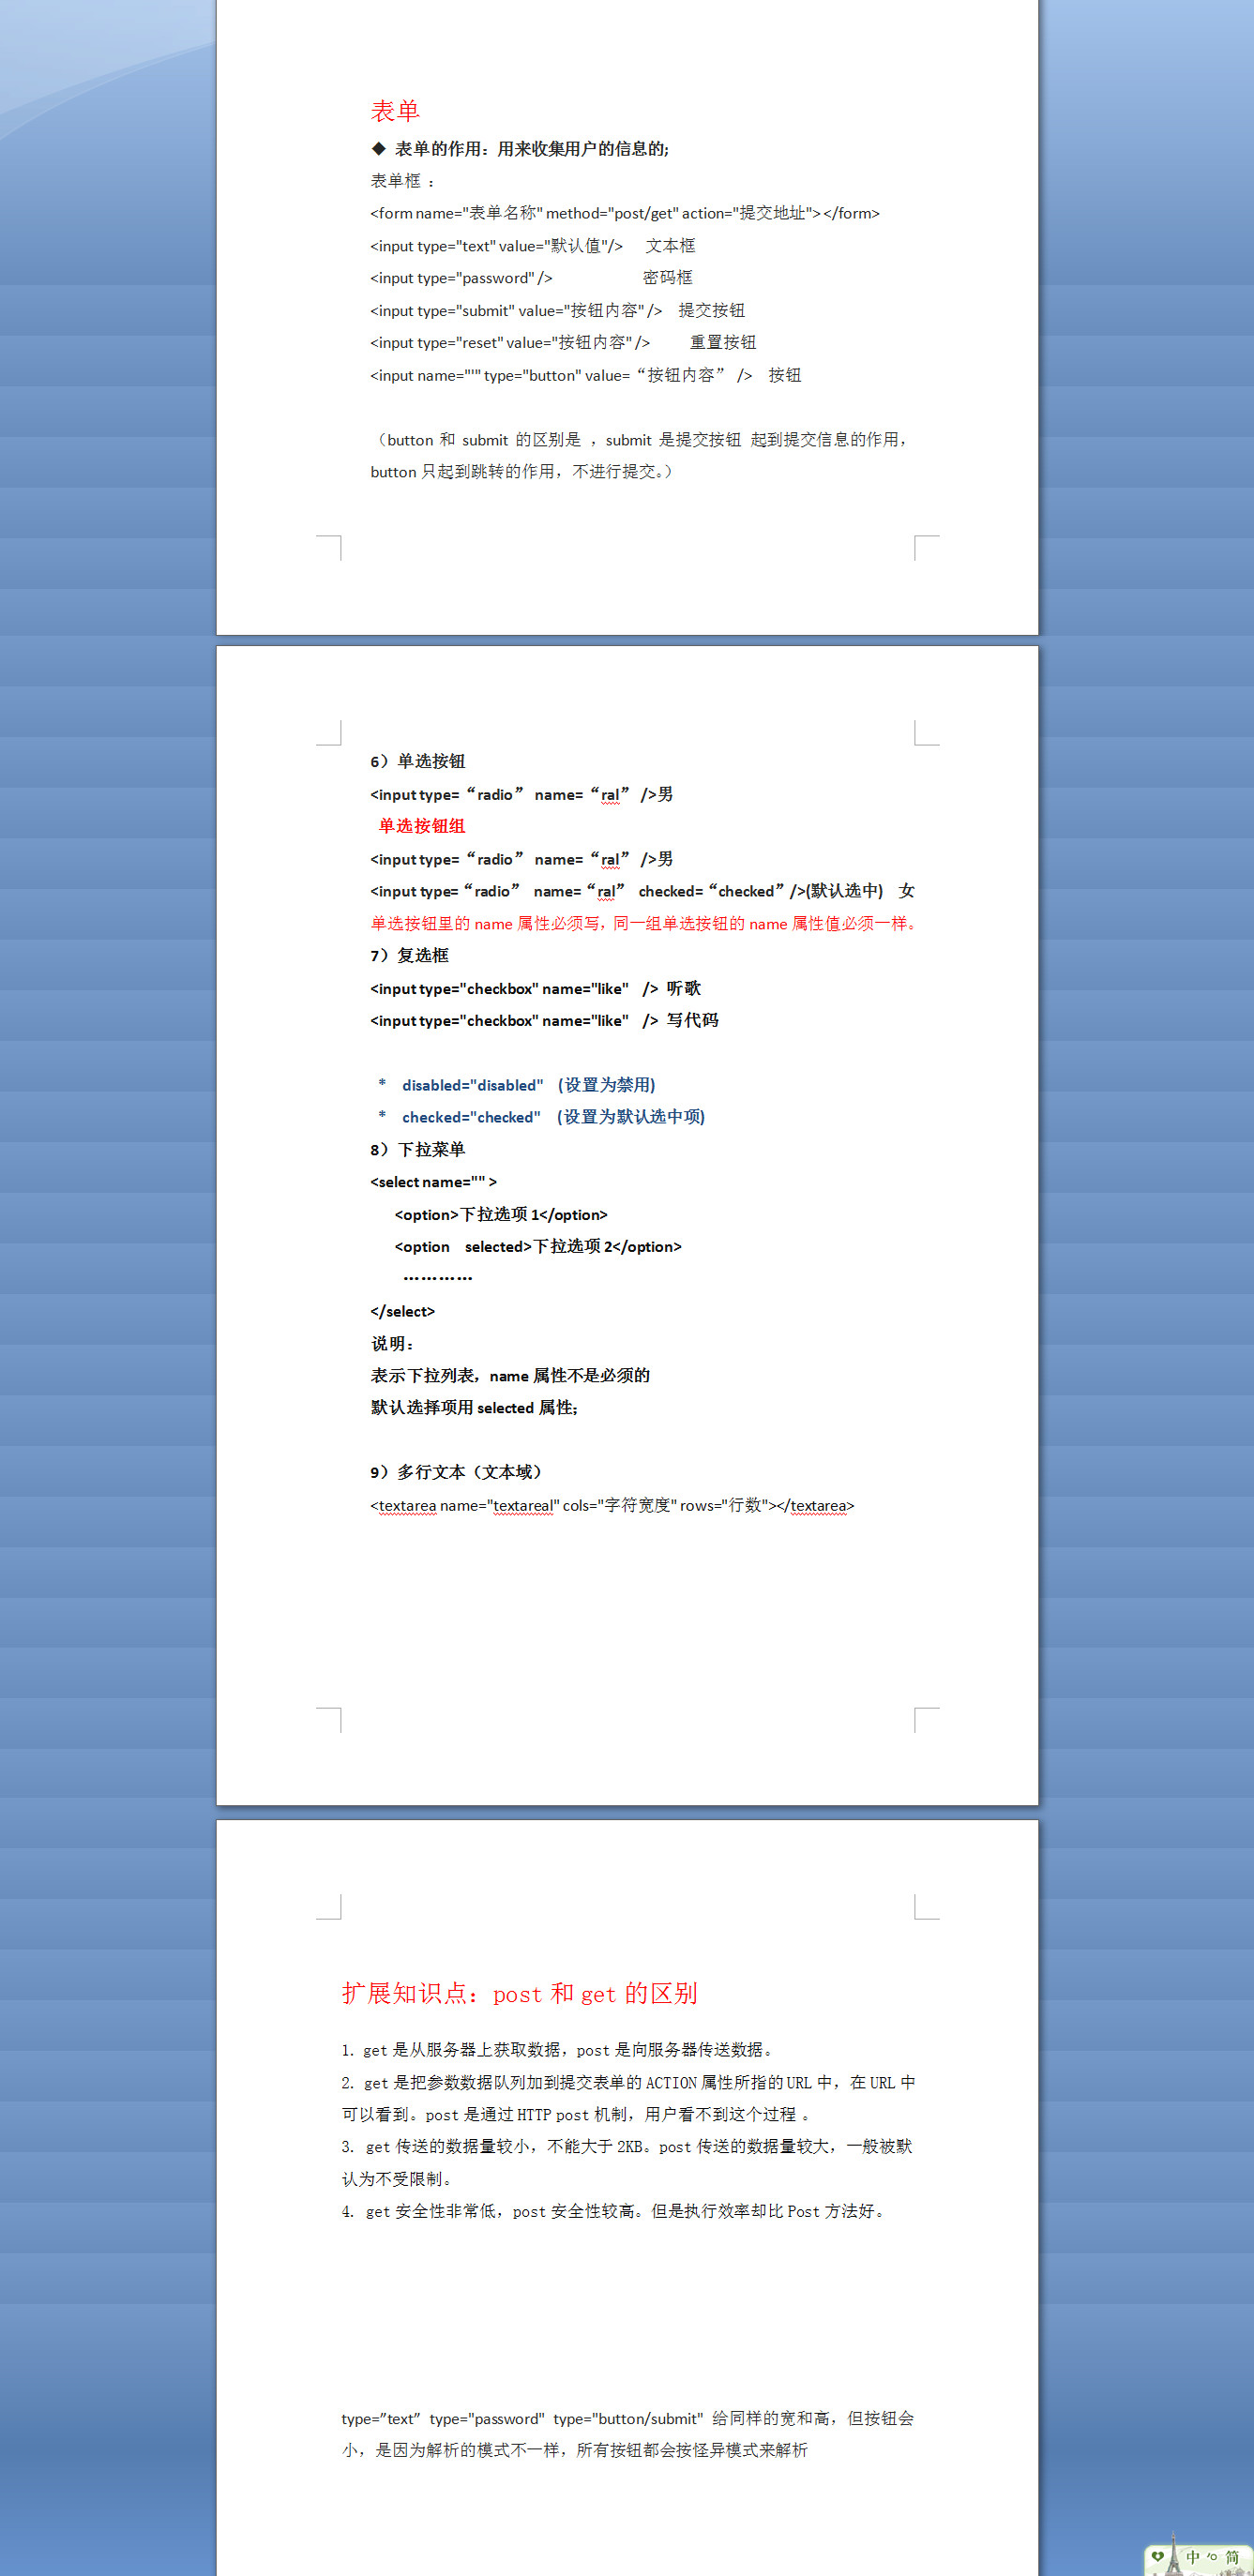 表单
◆ 表单的作用：用来收集用户的信息的;
表单框 ：
<form name="表单名称" method="post/get" action="提交地址"> </form>
<input type="text" value="默认值"/> 文本框
<input type="password" /> 密码框
<input type="submit" value="按钮内容" /> 提交按钮
<input type="reset" value="按钮内容" /> 重置按钮
<input name="'" type="button" value=“按钮内容” /> 按钮
（button 和 submit 的区别是 ，submit 是提交按钮 起到提交信息的作用，
button 只起到跳转的作用，不进行提交。）
6）单选按钮
<input type=“radio” name=“ral” />男
单选按钮组
<input type=“radio” name=“ral” />男
<input type=“radio” name=“ral” checked=“checked” />(默认选中) 女
单选按钮里的 name 属性必须写，同一组单选按钮的 name 属性值必须一样。
7）复选框
<input type="checkbox" name="like" /> 听歌
<input type="checkbox" name="like" /> 写代码
* disabled="disabled" (设置为禁用)
* checked="checked" (设置为默认选中项)
8）下拉菜单
<select name="" >
<option>下拉选项 1</option>
<option selected>下拉选项 2</option>
…………
</select>
说明：
表示下拉列表，name 属性不是必须的
默认选择项用 selected 属性;
9）多行文本（文本域）
<textarea name="textareal" cols="字符宽度" rows="行数"></textarea>
扩展知识点：post 和 get 的区别
1. get 是从服务器上获取数据，post 是向服务器传送数据。
2. get 是把参数数据队列加到提交表单的 ACTION 属性所指的 URL 中，在 URL 中
可以看到。post 是通过 HTTP post 机制，用户看不到这个过程 。
3. get 传送的数据量较小，不能大于 2KB。post 传送的数据量较大，一般被默
认为不受限制。
4. get 安全性非常低，post 安全性较高。但是执行效率却比 Post 方法好。
type=”text” type="password" type="button/submit" 给同样的宽和高，但按钮会
小，是因为解析的模式不一样，所有按钮都会按怪异模式来解析
中 简